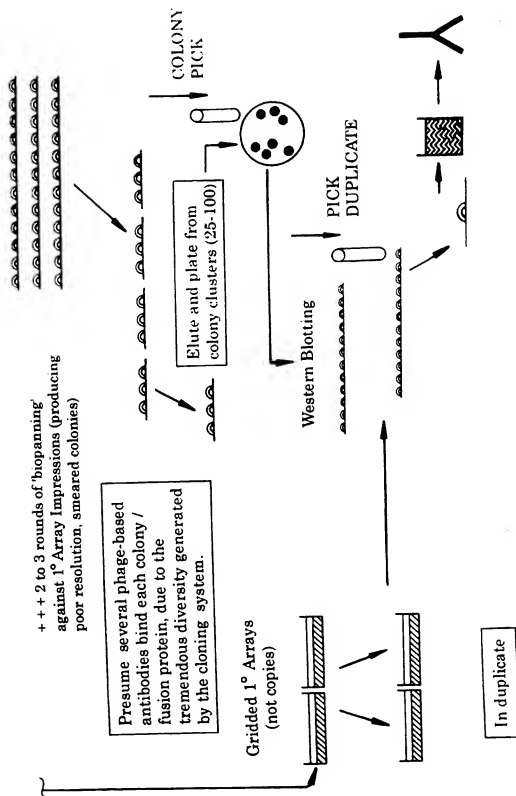 + + + 2 to 3 rounds of 'biopanning'
against 1° Array Impressions (producing
poor resolution, smeared colonies)
Presume several phage-based
antibodies bind each colony /
fusion protein, due to the
tremendous diversity generated
by the cloning system.
Elute and plate from
colony clusters (25-100)
COLONY
PICK
Gridded 1° Arrays
(not copies)
Western Blotting
PICK
DUPLICATE
In duplicate